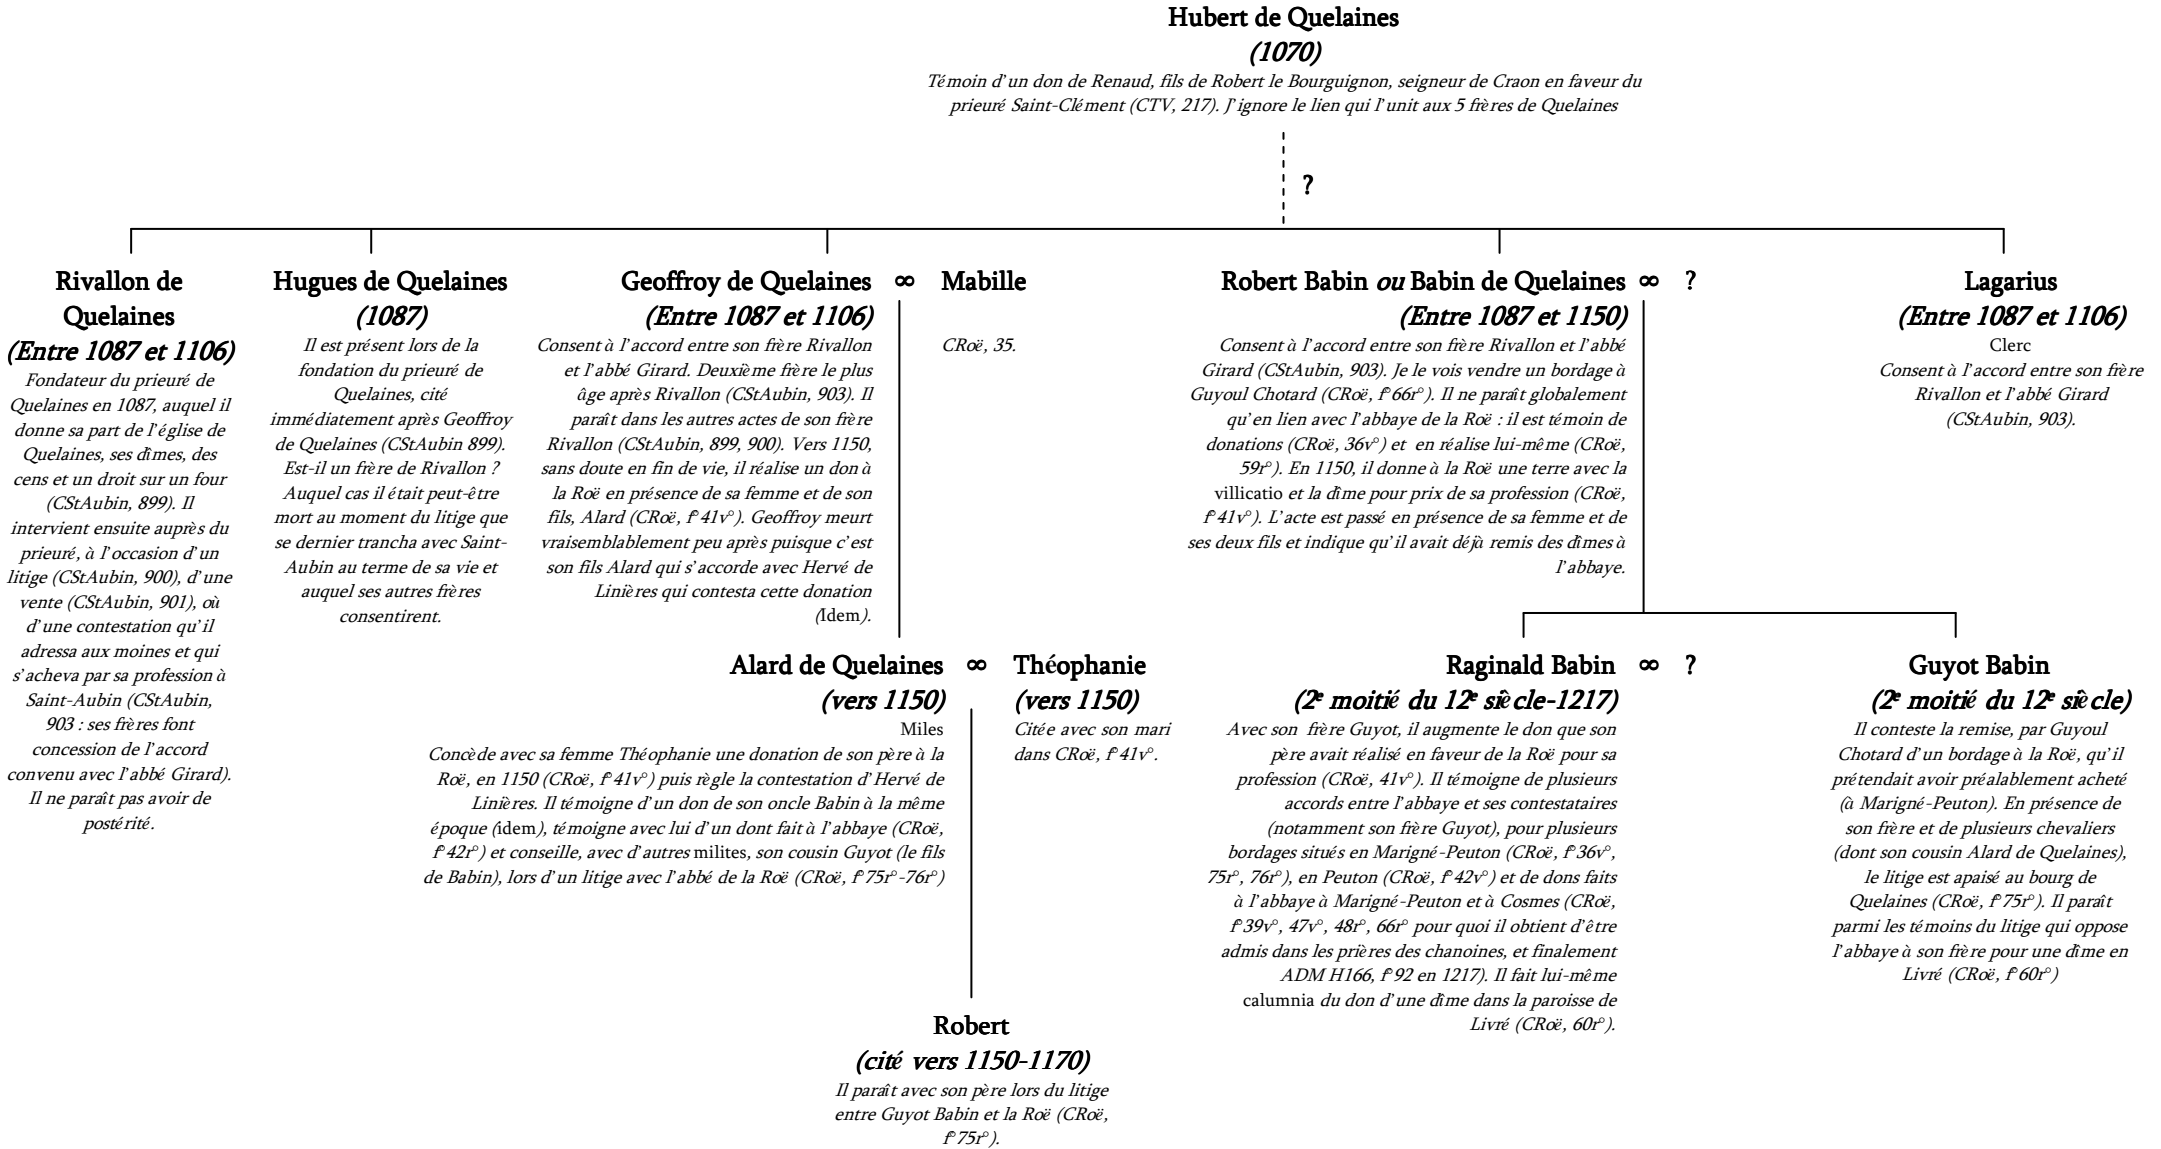 Hubert de Quelaines
(1070)
Témoin d'un don de Renaud, fils de Robert le Bourguignon, seigneur de Craon en faveur du
prieuré Saint-Clément (CTV, 217). J'ignore le lien qui l'unit aux 5 frères de Quelaines
?
Rivallon de
Quelaines
(Entre 1087 et 1106)
Fondateur du prieuré de
Quelaines en 1087, auquel il
donne sa part de l'église de
Quelaines, ses dîmes, des
cens et un droit sur un four
(CStAubin, 899). Il
intervient ensuite auprès du
prieuré, à l'occasion d'un
litige (CStAubin, 900), d'une
vente (CStAubin, 901), où
d'une contestation qu'il
adressa aux moines et qui
s'acheva par sa profession à
Saint-Aubin (CStAubin,
903 : ses frères font
concession de l'accord
convenu avec l'abbé Girard).
Il ne paraît pas avoir de
postérité.
Hugues de Quelaines
(1087)
Il est présent lors de la
fondation du prieuré de
Quelaines, cité
immédiatement après Geoffroy
de Quelaines (CStAubin 899).
Est-il un frère de Rivallon ?
Auquel cas il était peut-être
mort au moment du litige que
se dernier trancha avec Saint-
Aubin au terme de sa vie et
auquel ses autres frères
consentirent.
Geoffroy de Quelaines ∞ Mabille
(Entre 1087 et 1106)
Consent à l'accord entre son frère Rivallon
et l'abbé Girard. Deuxième frère le plus
âge après Rivallon (CStAubin, 903). Il
paraît dans les autres actes de son frère
Rivallon (CStAubin, 899, 900). Vers 1150,
sans doute en fin de vie, il réalise un don à
la Roë en présence de sa femme et de son
fils, Alard (CRoë, f°41v°). Geoffroy meurt
vraisemblablement peu après puisque c'est
son fils Alard qui s'accorde avec Hervé de
Linières qui contesta cette donation
(Idem).
CRoë, 35.
Robert Babin ou Babin de Quelaines ∞ ?
(Entre 1087 et 1150)
Consent à l'accord entre son frère Rivallon et l'abbé
Girard (CStAubin, 903). Je le vois vendre un bordage à
Guyoul Chotard (CRoë, f°66r°). Il ne paraît globalement
qu'en lien avec l'abbaye de la Roë : il est témoin de
donations (CRoë, 36v°) et en réalise lui-même (CRoë,
59r°). En 1150, il donne à la Roë une terre avec la
villicatio et la dîme pour prix de sa profession (CRoë,
f°41v°). L'acte est passé en présence de sa femme et de
ses deux fils et indique qu'il avait déjà remis des dîmes à
l'abbaye.
Lagarius
(Entre 1087 et 1106)
Clerc
Consent à l'accord entre son frère
Rivallon et l'abbé Girard
(CStAubin, 903).
Alard de Quelaines ∞ Théophanie
(vers 1150)
Miles
Concède avec sa femme Théophanie une donation de son père à la
Roë, en 1150 (CRoë, f°41v°) puis règle la contestation d'Hervé de
Linières. Il témoigne d'un don de son oncle Babin à la même
époque (idem), témoigne avec lui d'un dont fait à l'abbaye (CRoë,
f°42r°) et conseille, avec d'autres milites, son cousin Guyot (le fils
de Babin), lors d'un litige avec l'abbé de la Roë (CRoë, f°75r°-76r°)
(vers 1150)
Citée avec son mari
dans CRoë, f°41v°.
Raginald Babin ∞ ?
(2e moitié du 12e siècle-1217)
Avec son frère Guyot, il augmente le don que son
père avait réalisé en faveur de la Roë pour sa
profession (CRoë, 41v°). Il témoigne de plusieurs
accords entre l'abbaye et ses contestataires
(notamment son frère Guyot), pour plusieurs
bordages situés en Marigné-Peuton (CRoë, f°36v°,
75r°, 76r°), en Peuton (CRoë, f°42v°) et de dons faits
à l'abbaye à Marigné-Peuton et à Cosmes (CRoë,
f°39v°, 47v°, 48r°, 66r° pour quoi il obtient d'être
admis dans les prières des chanoines, et finalement
ADM H166, f°92 en 1217). Il fait lui-même
calumnia du don d'une dîme dans la paroisse de
Livré (CRoë, 60r°).
Guyot Babin
(2e moitié du 12e siècle)
Il conteste la remise, par Guyoul
Chotard d'un bordage à la Roë, qu'il
prétendait avoir préalablement acheté
(à Marigné-Peuton). En présence de
son frère et de plusieurs chevaliers
(dont son cousin Alard de Quelaines),
le litige est apaisé au bourg de
Quelaines (CRoë, f°75r°). Il paraît
parmi les témoins du litige qui oppose
l'abbaye à son frère pour une dîme en
Livré (CRoë, f°60r°)
Robert
(cité vers 1150-1170)
Il paraît avec son père lors du litige
entre Guyot Babin et la Roë (CRoë,
f°75r°).